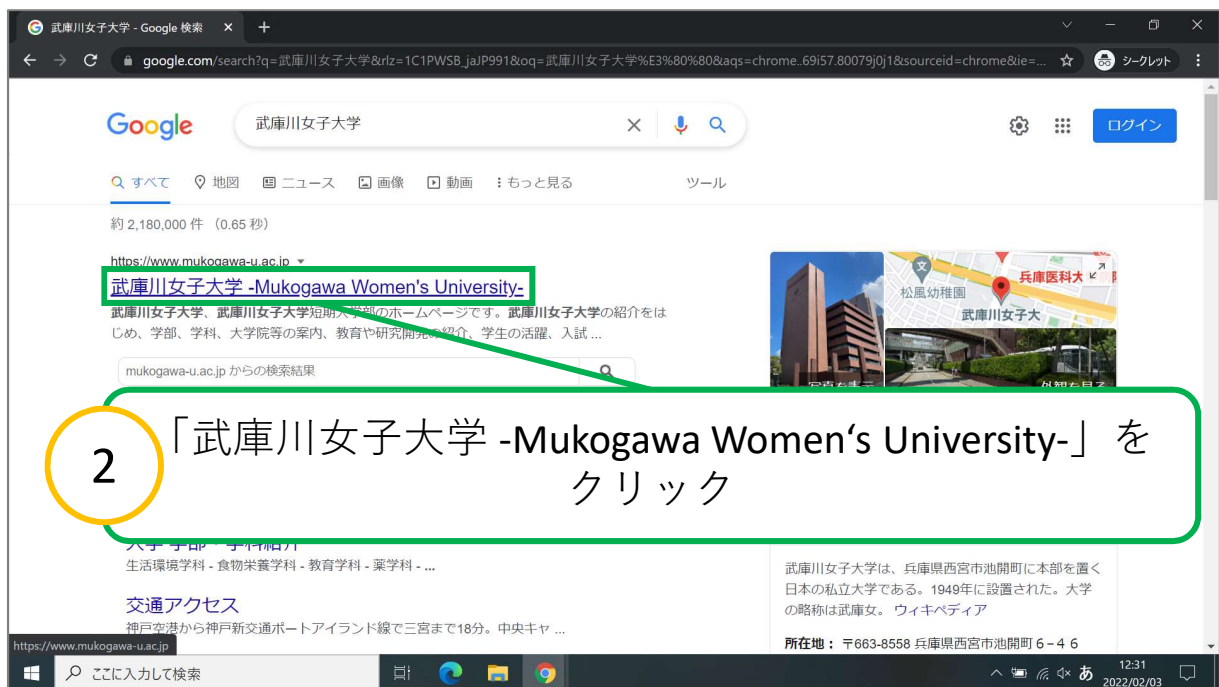 武庫川女子大学 - Google 検索
google.com/search?q=武庫川女子大学&rlz=1C1PWSB_jaJP991&oq=武庫川女子大学%E3%80%80&aqs=chrome..69i57.80079j0j1&sourceid=chrome&ie=...
シークレット
Google
武庫川女子大学
ログイン
すべて 地図 ニュース 画像 動画 もっと見る ツール
約 2,180,000 件 （0.65 秒）
https://www.mukogawa-u.ac.jp
武庫川女子大学 -Mukogawa Women's University-
武庫川女子大学、武庫川女子大学短期大学部のホームページです。武庫川女子大学の紹介をは
じめ、学部、学科、大学院等の案内、教育や研究開発の紹介、学生の活躍、入試 ...
mukogawa-u.ac.jp からの検索結果
文
松風幼稚園
兵庫医科大
武庫川女子大
写真を表示
外観を見る
2
「武庫川女子大学 -Mukogawa Women‘s University-」を
クリック
大学 学部・学科紹介
生活環境学科 - 食物栄養学科 - 教育学科 - 薬学科 - ...
交通アクセス
神戸空港から神戸新交通ポートアイランド線で三宮まで18分。中央キャ ...
武庫川女子大学は、兵庫県西宮市池開町に本部を置く
日本の私立大学である。1949年に設置された。大学
の略称は武庫女。 ウィキペディア
所在地： 〒663-8558 兵庫県西宮市池開町６−４６
https://www.mukogawa-u.ac.jp
ここに入力して検索
あ
12:31
2022/02/03